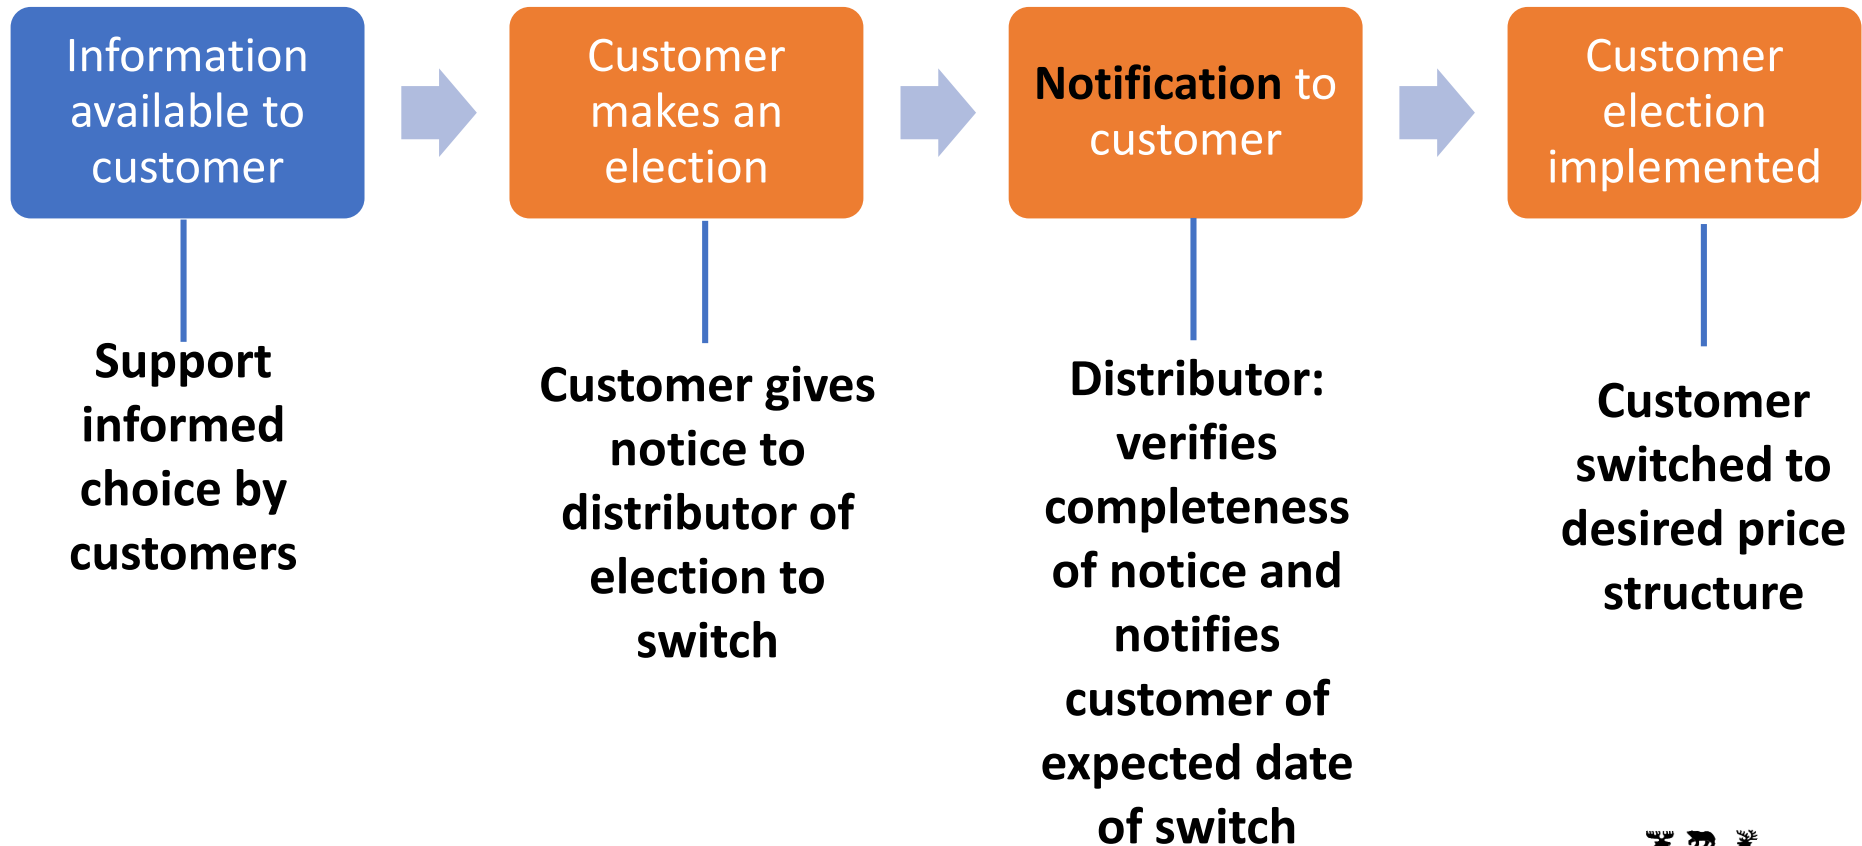 Information
available to
customer
Customer
makes an
election
Notification to
customer
Customer
election
implemented
Support
informed
choice by
customers
Customer gives
notice to
distributor of
election to
switch
Distributor:
verifies
completeness
of notice and
notifies
customer of
expected date
of switch
Customer
switched to
desired price
structure